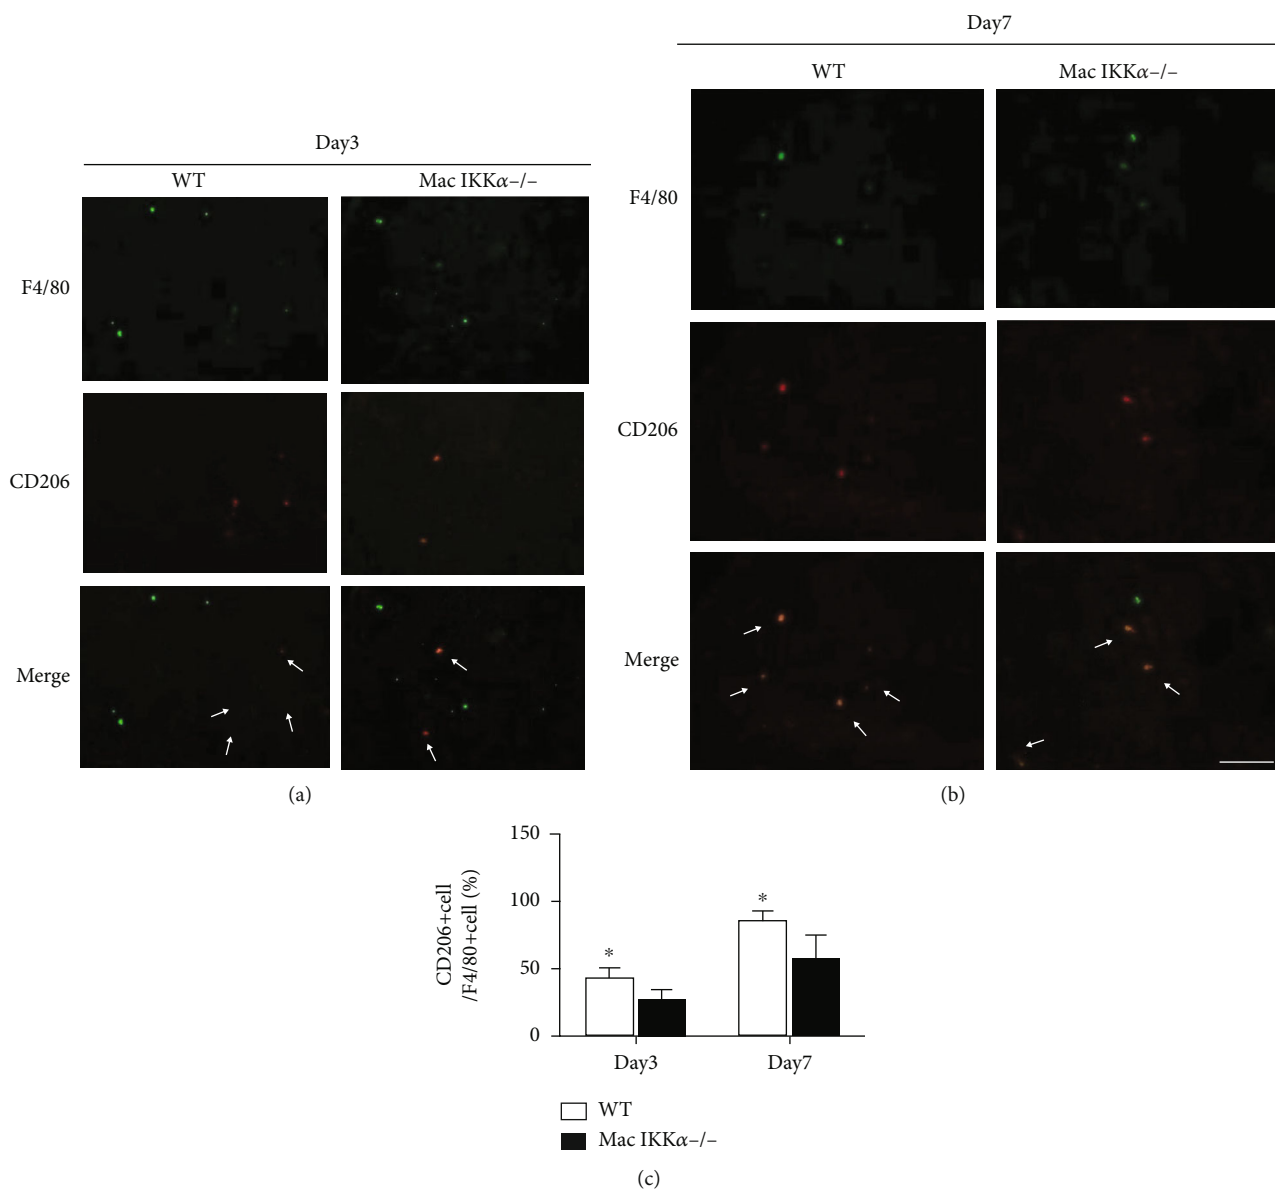 Day3
WT Mac IKKα−/−
F4/80
CD206
Merge
(a)
Day7
WT Mac IKKα−/−
F4/80
CD206
Merge
(b)
CD206+cell
/F4/80+cell (%)
150
100
50
0
*
*
Day3 Day7
WT
Mac IKKα−/−
(c)